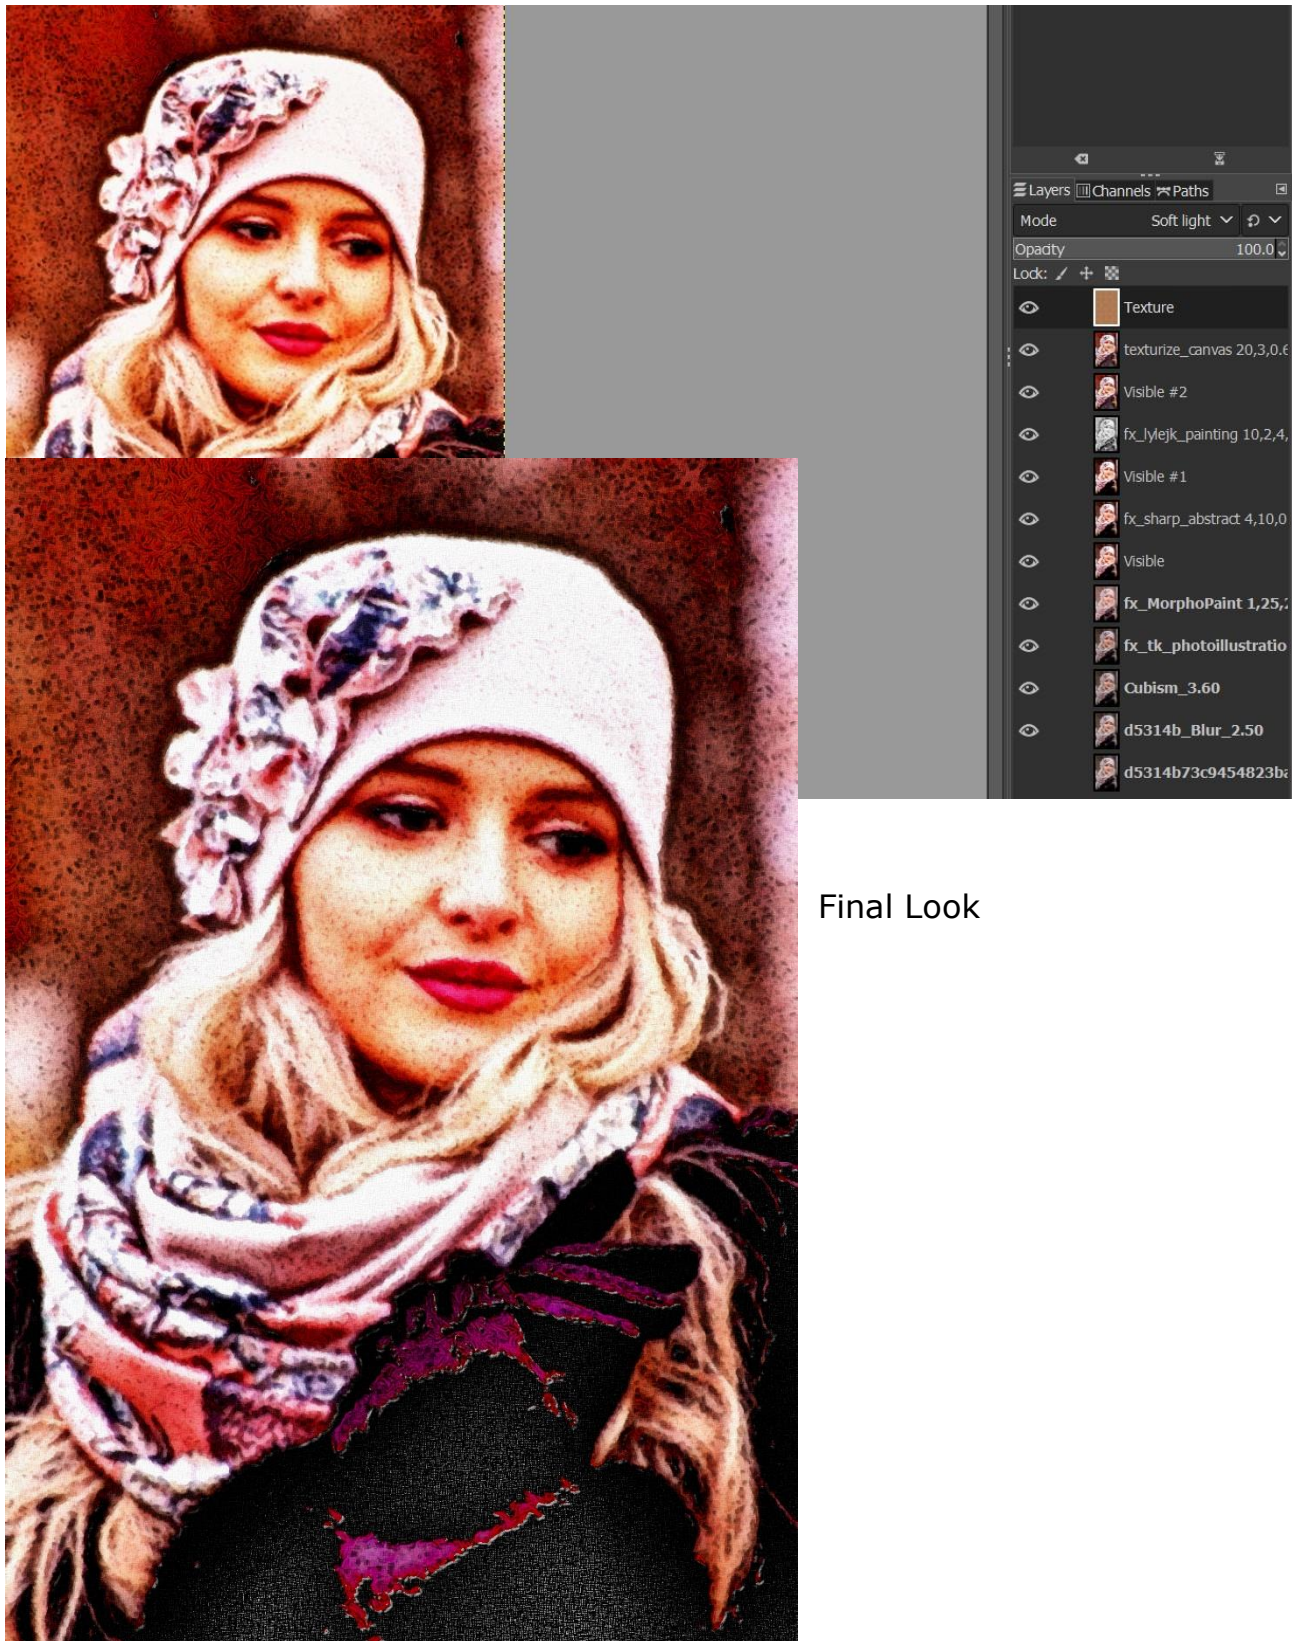 Layers Channels Paths
Mode Soft light
Opacity 100.0
Lock:
Texture
texturize_canvas 20,3,0.6
Visible #2
fx_lylejk_painting 10,2,4,
Visible #1
fx_sharp_abstract 4,10,0
Visible
fx_MorphoPaint 1,25,2
fx_tk_photoillustratio
Cubism_3.60
d5314b_Blur_2.50
d5314b73c9454823ba
Final Look